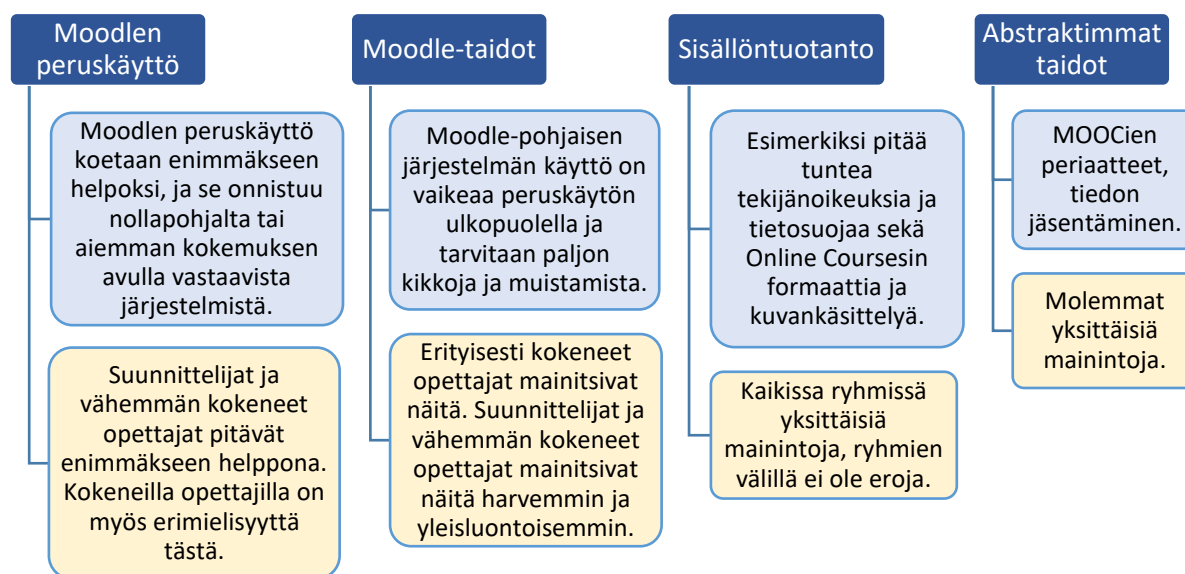 Moodlen
peruskäyttö
Moodlen peruskäyttö
koetaan enimmäkseen
helpoksi, ja se onnistuu
nollapohjalta tai
aiemman kokemuksen
avulla vastaavista
järjestelmistä.
Suunnittelijat ja
vähemmän kokeneet
opettajat pitävät
enimmäkseen helppona.
Kokeneilla opettajilla on
myös erimielisyyttä
tästä.
Moodle-taidot
Moodle-pohjaisen
järjestelmän käyttö on
vaikeaa peruskäytön
ulkopuolella ja
tarvitaan paljon
kikkoja ja muistamista.
Erityisesti kokeneet
opettajat mainitsivat
näitä. Suunnittelijat ja
vähemmän kokeneet
opettajat mainitsivat
näitä harvemmin ja
yleisluontoisemmin.
Sisällöntuotanto
Esimerkiksi pitää
tuntea
tekijänoikeuksia ja
tietosuojaa sekä
Online Coursesin
formaattia ja
kuvankäsittelyä.
Kaikissa ryhmissä
yksittäisiä
mainintoja, ryhmien
välillä ei ole eroja.
Abstraktimmat
taidot
MOOCien
periaatteet,
tiedon
jäsentäminen.
Molemmat
yksittäisiä
mainintoja.